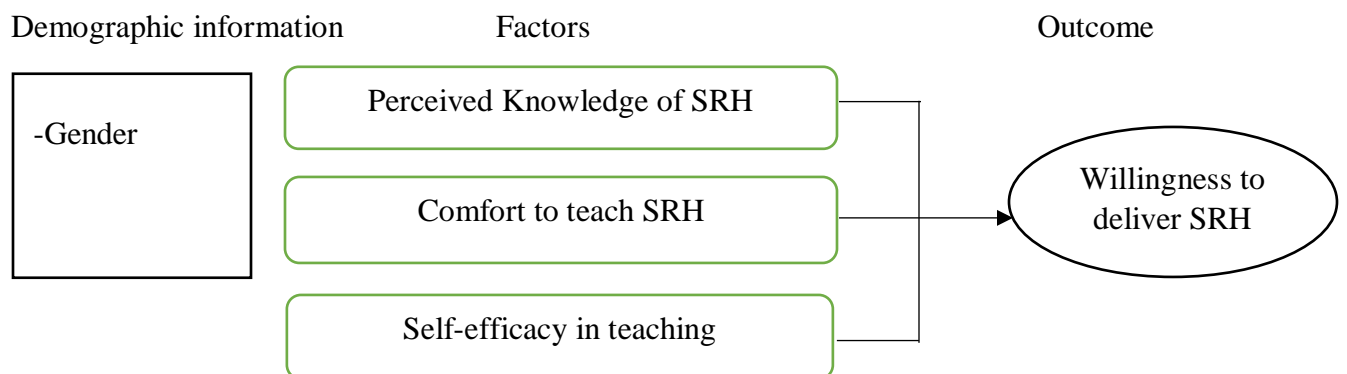 Demographic information
Factors
Outcome
-Gender
Perceived Knowledge of SRH
Comfort to teach SRH
Self-efficacy in teaching
Willingness to
deliver SRH